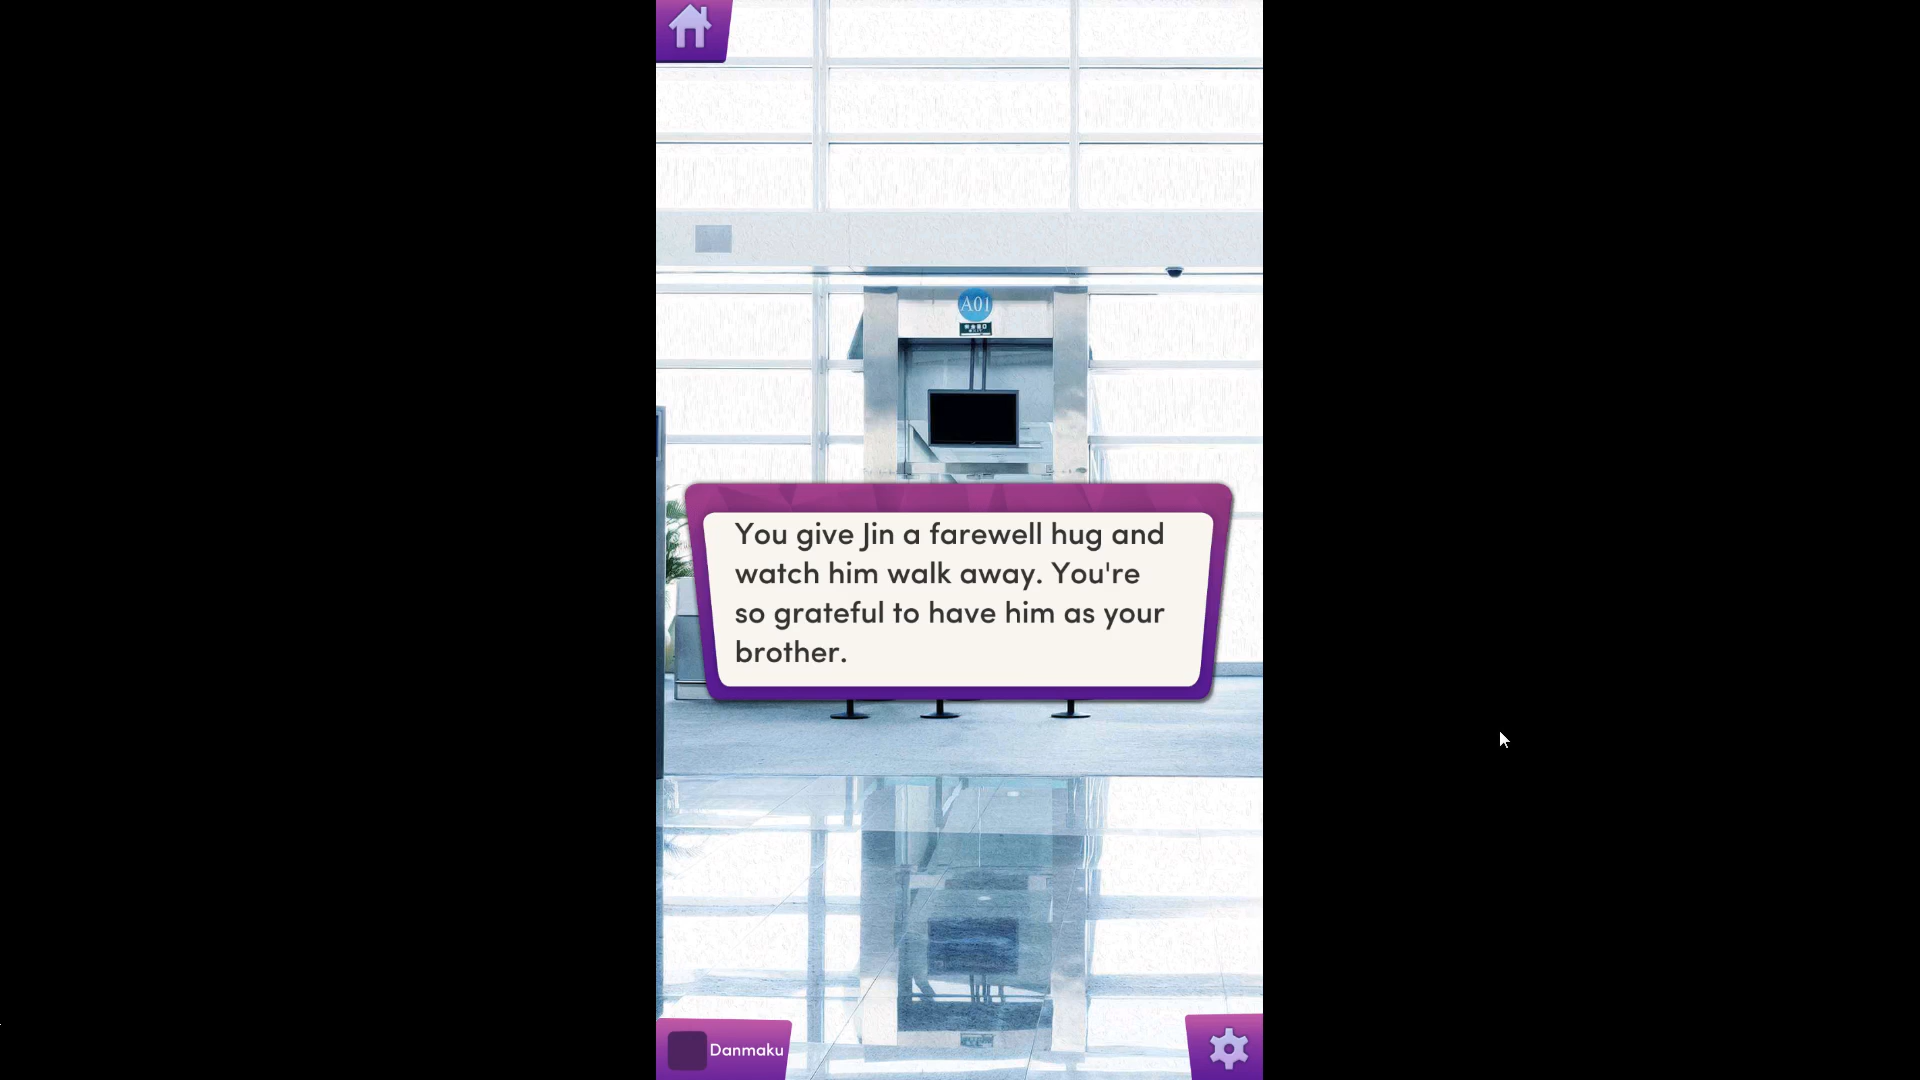 A01
You give Jin a farewell hug and
watch him walk away. You're
so grateful to have him as your
brother.
Danmaku